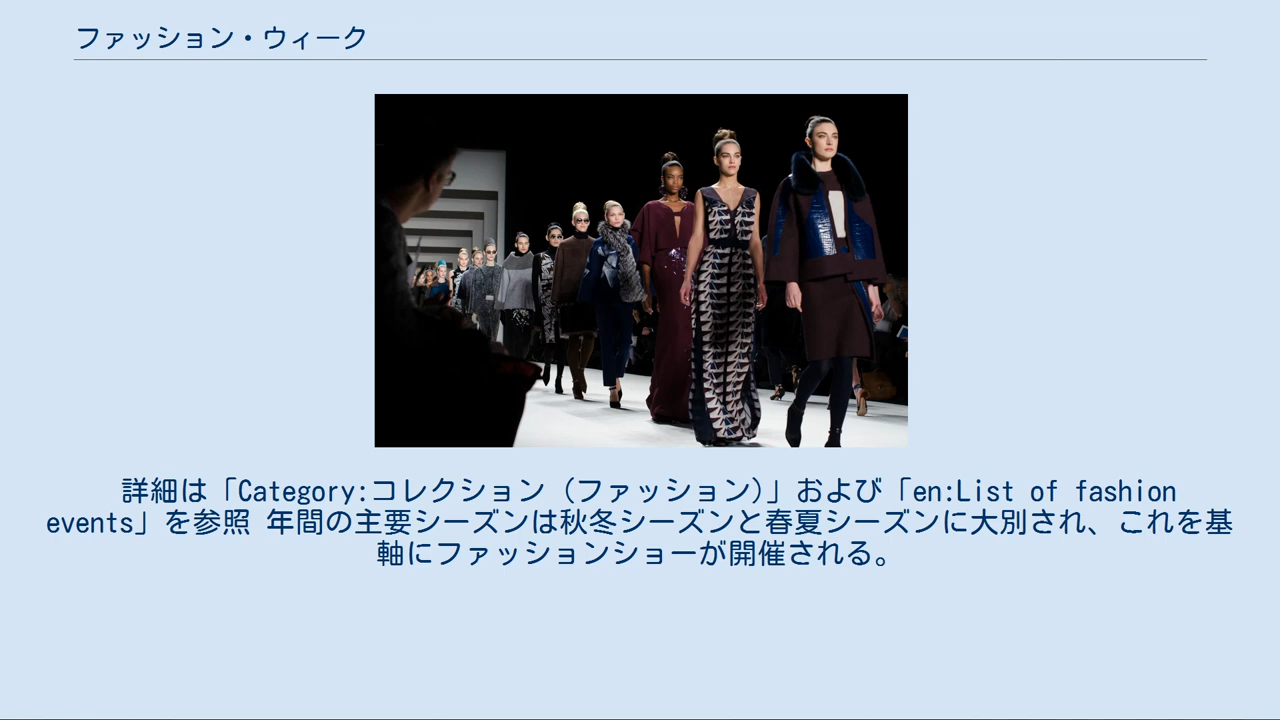 ファッション・ウィーク
詳細は「Category:コレクション（ファッション)」および「en:List of fashion
events」を参照 年間の主要シーズンは秋冬シーズンと春夏シーズンに大別され、これを基
軸にファッションショーが開催される。